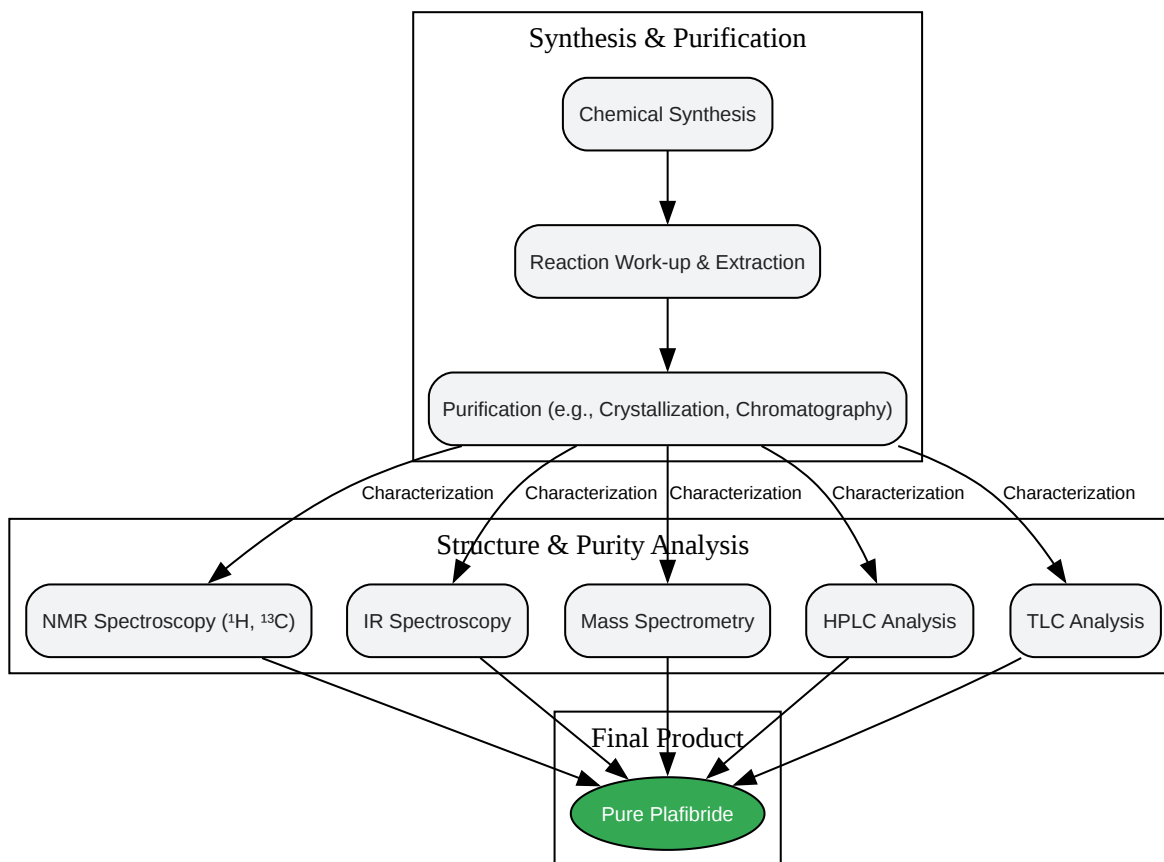 Synthesis & Purification
Chemical Synthesis
Reaction Work-up & Extraction
Purification (e.g., Crystallization, Chromatography)
Characterization
Characterization
Characterization
Characterization
Characterization
Structure & Purity Analysis
NMR Spectroscopy (¹H, ¹³C)
IR Spectroscopy
Mass Spectrometry
HPLC Analysis
TLC Analysis
Final Product
Pure Plafibride